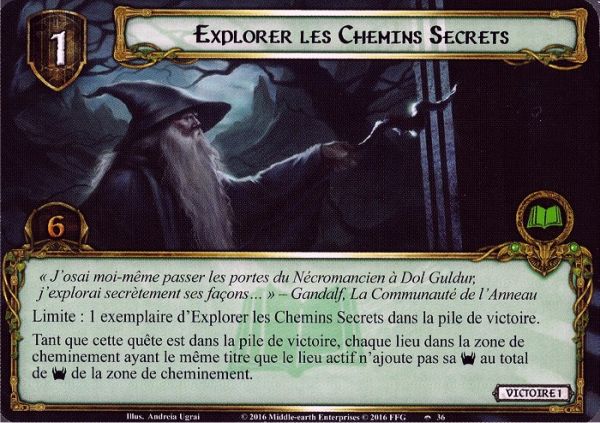 1
EXPLORER LES CHEMINS SECRETS
6
« J'osai moi-même passer les portes du Nécromancien à Dol Guldur,
j'explorai secrètement ses façons… » – Gandalf, La Communauté de l'Anneau
Limite : 1 exemplaire d'Explorer les Chemins Secrets dans la pile de victoire.
Tant que cette quête est dans la pile de victoire, chaque lieu dans la zone de
cheminement ayant le même titre que le lieu actif n'ajoute pas sa au total
de de la zone de cheminement.
VICTOIRE 1
Illus. Andreia Ugrai © 2016 Middle-earth Enterprises © 2016 FFG 36